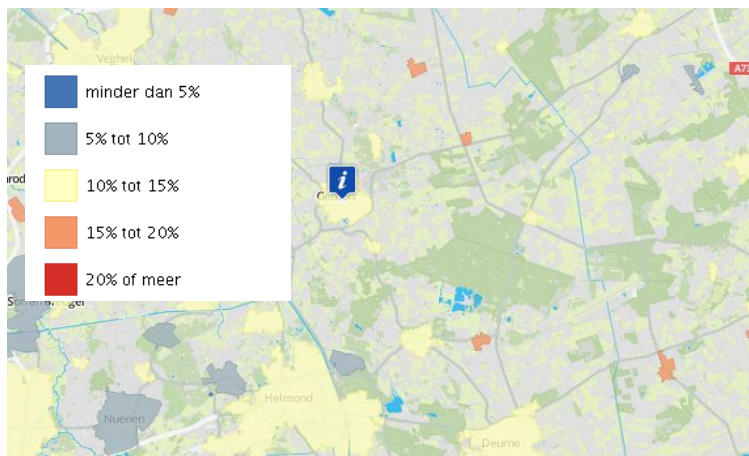 Veghel
A73
minder dan 5%
5% tot 10%
10% tot 15%
15% tot 20%
20% of meer
i
Helmond
Nuenen
Deurne